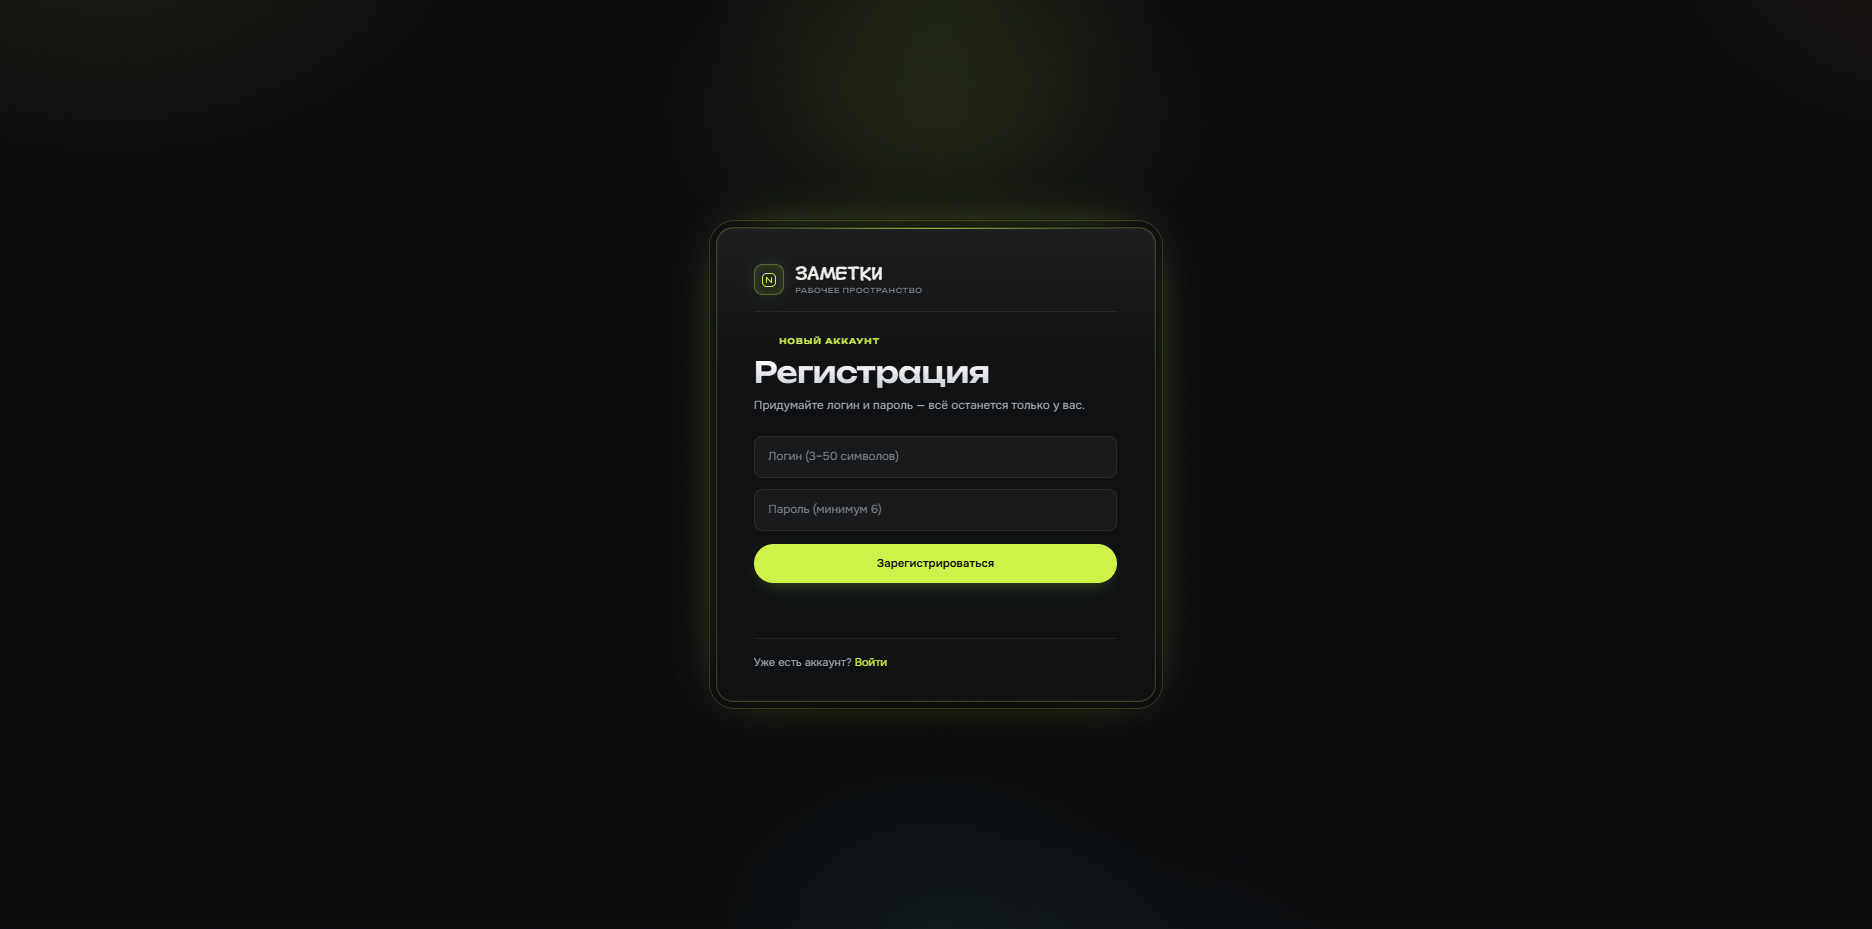 N
ЗАМЕТКИ
РАБОЧЕЕ ПРОСТРАНСТВО
НОВЫЙ АККАУНТ
Регистрация
Придумайте логин и пароль — всё останется только у вас.
Логин (3–50 символов)
Пароль (минимум 6)
Зарегистрироваться
Уже есть аккаунт? Войти